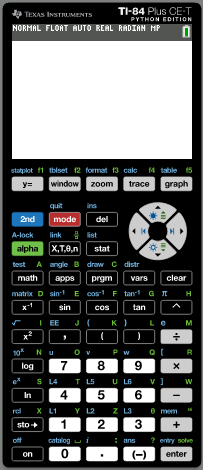 TEXAS INSTRUMENTS TI-84 Plus CE-T
PYTHON EDITION
NORMAL FLOAT AUTO REAL RADIAN MP
statplot f1 tblset f2 format f3 calc f4 table f5
y= window zoom trace graph
quit ins
2nd mode del
A-lock link list
alpha X,T,θ,n stat
test A angle B draw C distr
math apps prgm vars clear
matrix D sin⁻¹ E cos⁻¹ F tan⁻¹ G π H
x⁻¹ sin cos tan ^
√ I EE J { K } L e M
x² , ( ) ÷
10ˣ N u O v P w Q [ R
log 7 8 9 ×
eˣ S L4 T L5 U L6 V ] W
ln 4 5 6 −
rcl X L1 Y L2 Z L3 θ mem "
sto→ 1 2 3 +
off catalog ␣ i : ans ? entry solve
on 0 . (−) enter